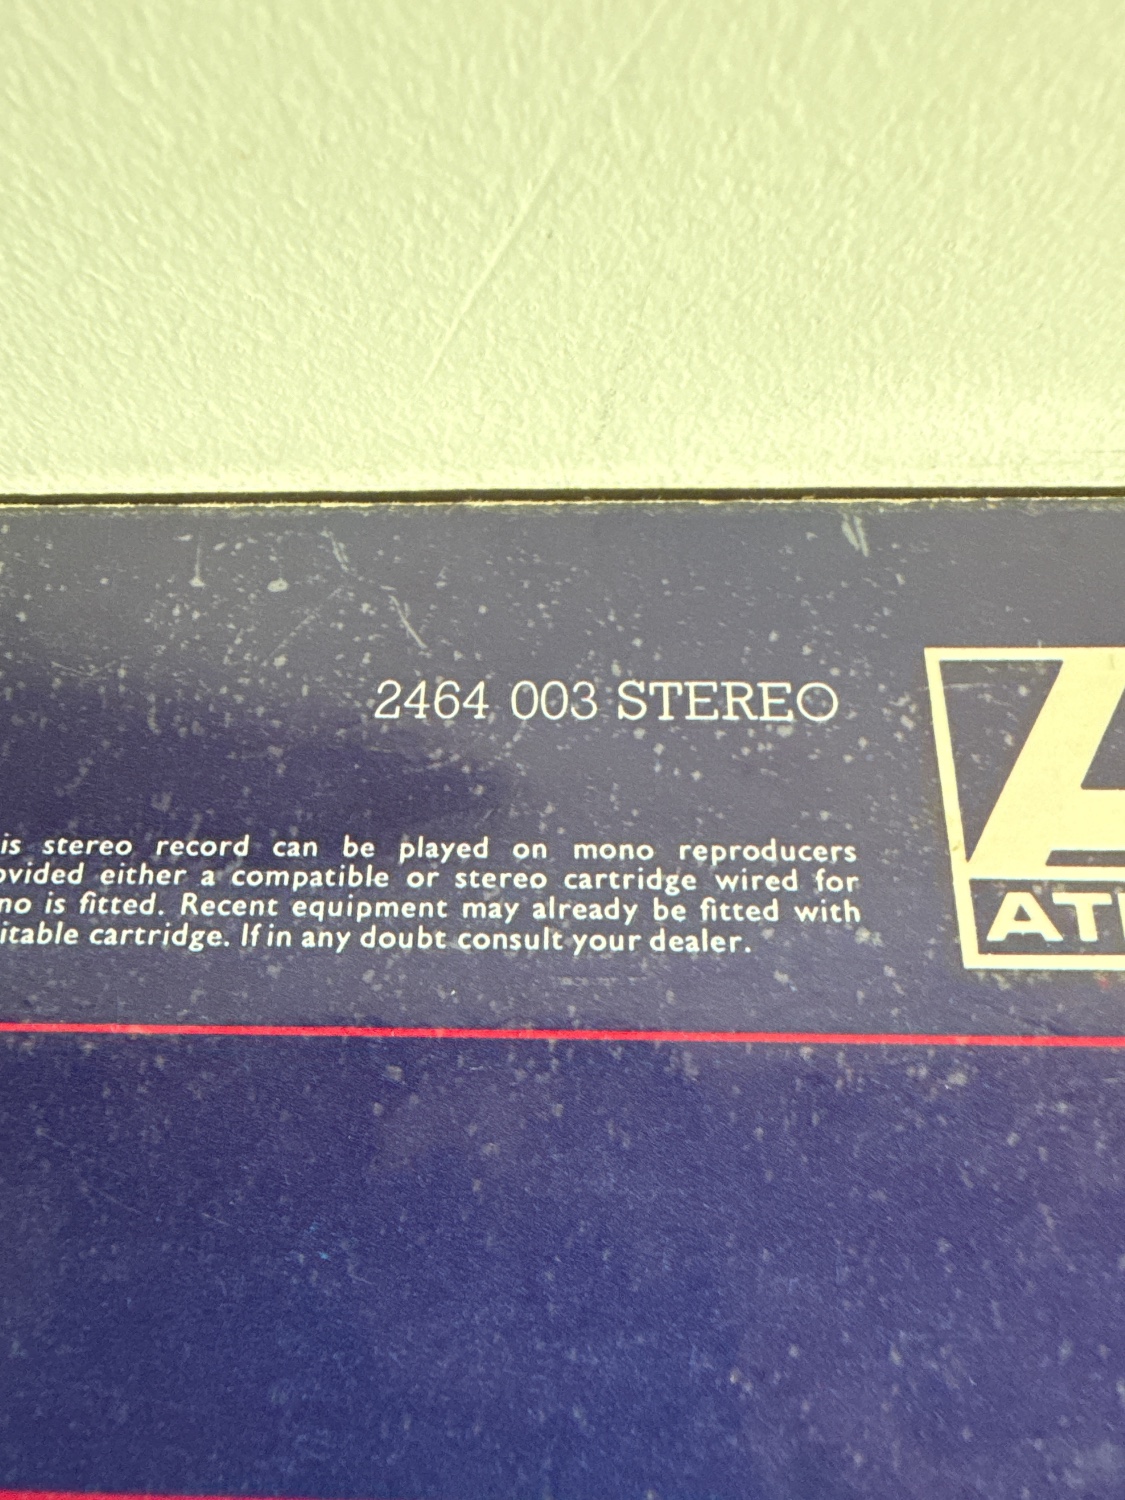 2464 003 STEREO
is stereo record can be played on mono reproducers
ovided either a compatible or stereo cartridge wired for
no is fitted. Recent equipment may already be fitted with
itable cartridge. If in any doubt consult your dealer.
AT